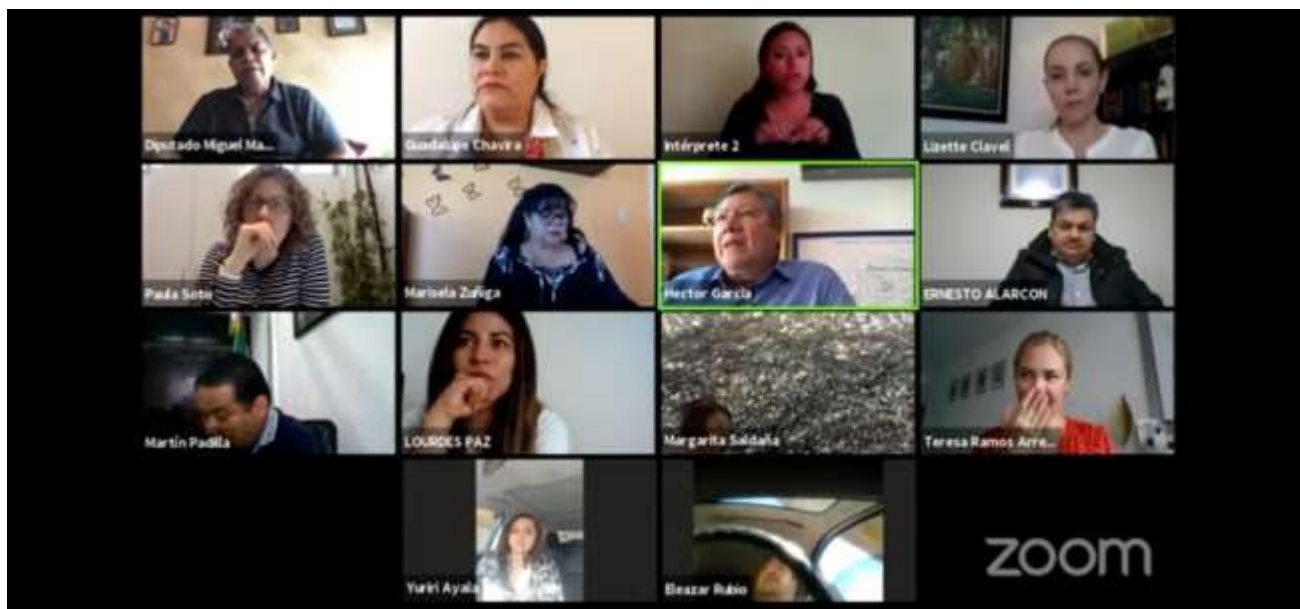 Diputado Miguel Ma...
Guadalupe Chavira
Intérprete 2
Lizette Clavel
Paula Soto
Marisela Zuñiga
Hector Garcia
ERNESTO ALARCON
Martín Padilla
LOURDES PAZ
Margarita Saldaña
Teresa Ramos Arre...
Yuriri Ayala
Eleazar Rubio
zoom